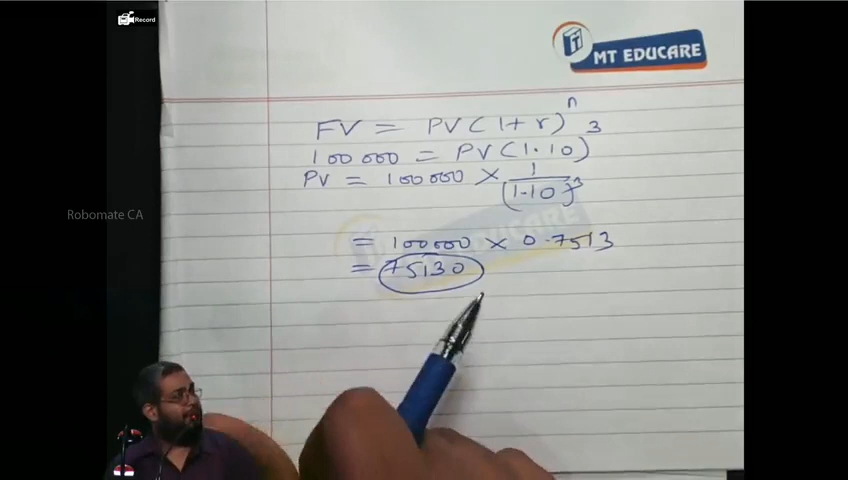 Record
MT EDUCARE
FV = PV(1+r)^n
100000 = PV(1.10)^3
PV = 100000 × 1/(1.10)^3
Robomate CA
EDUCARE
= 100000 × 0.7513
= 75130